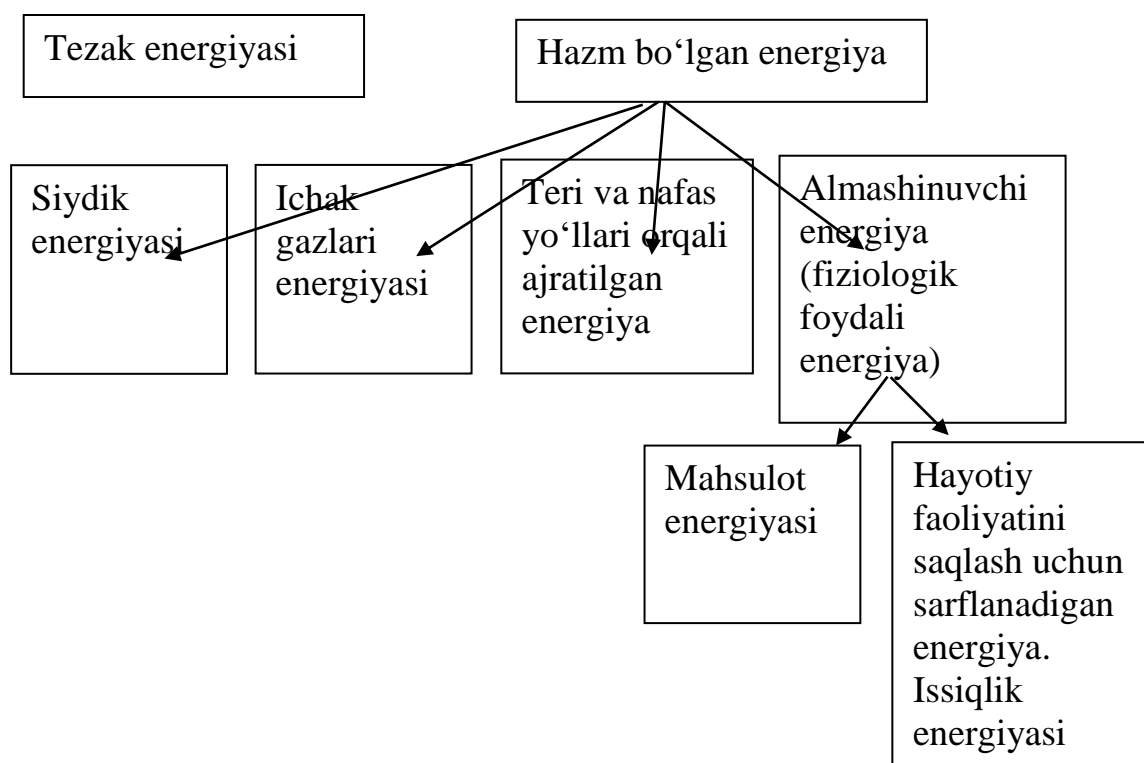 Tezak energiyasi
Hazm bo‘lgan energiya
Siydik
energiyasi
Ichak
gazlari
energiyasi
Teri va nafas
yo‘llari orqali
ajratilgan
energiya
Almashinuvchi
energiya
(fiziologik
foydali
energiya)
Mahsulot
energiyasi
Hayotiy
faoliyatini
saqlash uchun
sarflanadigan
energiya.
Issiqlik
energiyasi